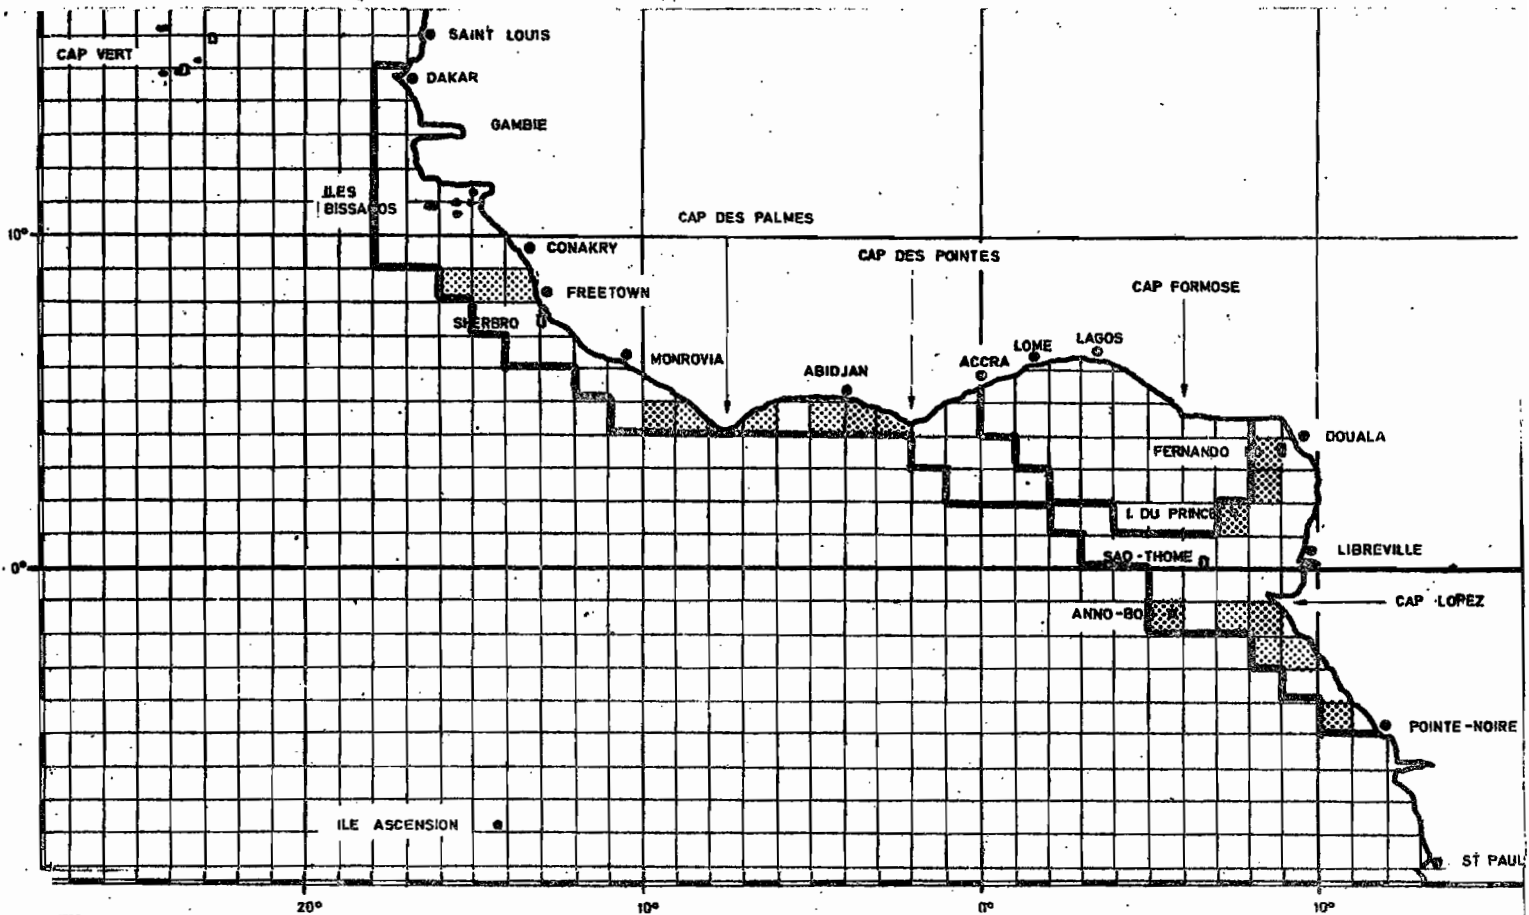 SAINT LOUIS
CAP VERT
DAKAR
GAMBIE
ILES
BISSAGOS
CAP DES PALMES
10°
CONAKRY
CAP DES POINTES
CAP FORMOSE
FREETOWN
SHERBRO
MONROVIA
ABIDJAN
ACCRA
LOME
LAGOS
FERNANDO
DOUALA
I. DU PRINCE
SAO-THOME
LIBREVILLE
0°
ANNO-BO
CAP LOPEZ
POINTE-NOIRE
ILE ASCENSION
ST PAUL
20°
10°
0°
10°